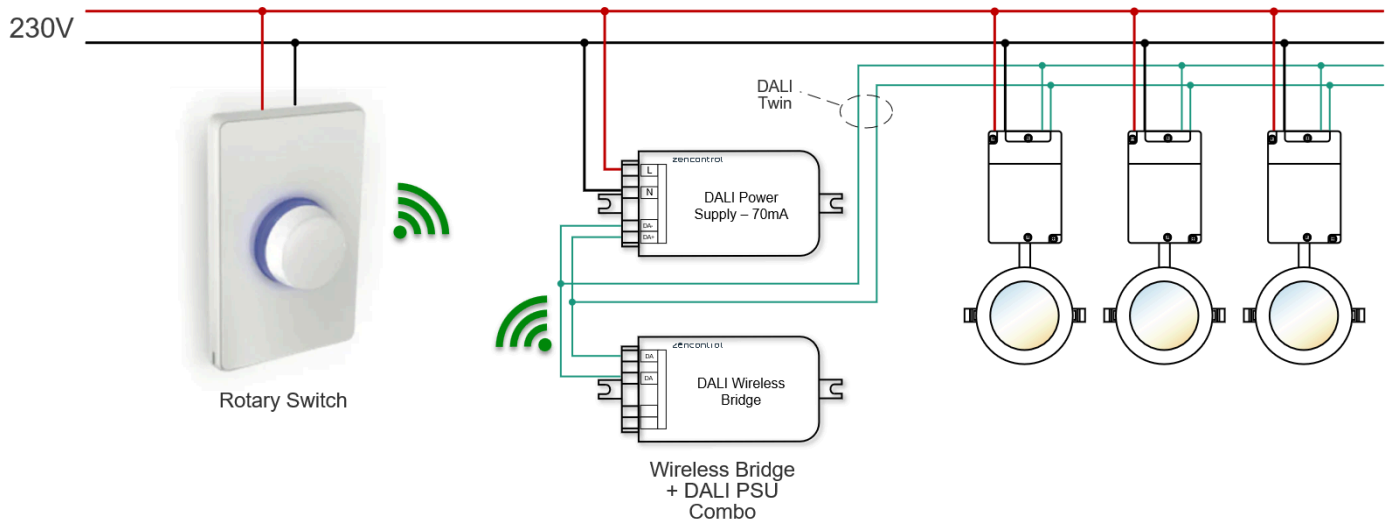 230V
DALI
Twin
zencontrol
L
N
DA-
DA+
DALI Power
Supply – 70mA
zencontrol
DA
DA
DALI Wireless
Bridge
Rotary Switch
Wireless Bridge
+ DALI PSU
Combo